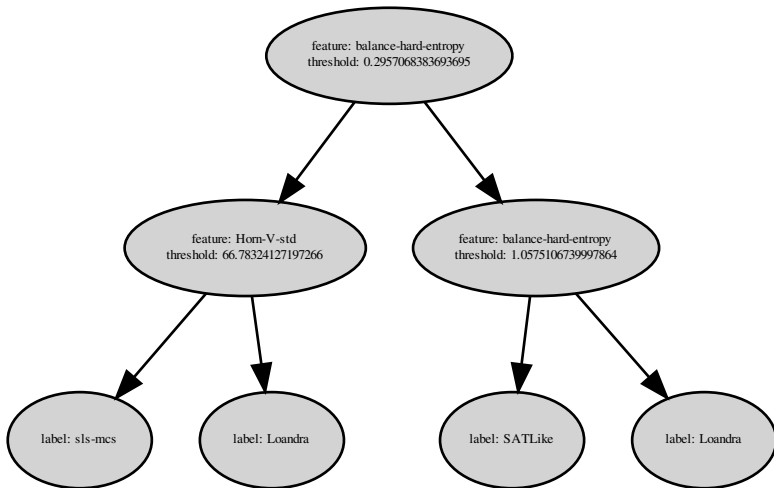 feature: balance-hard-entropy
threshold: 0.2957068383693695
feature: Horn-V-std
threshold: 66.78324127197266
feature: balance-hard-entropy
threshold: 1.0575106739997864
label: sls-mcs
label: Loandra
label: SATLike
label: Loandra